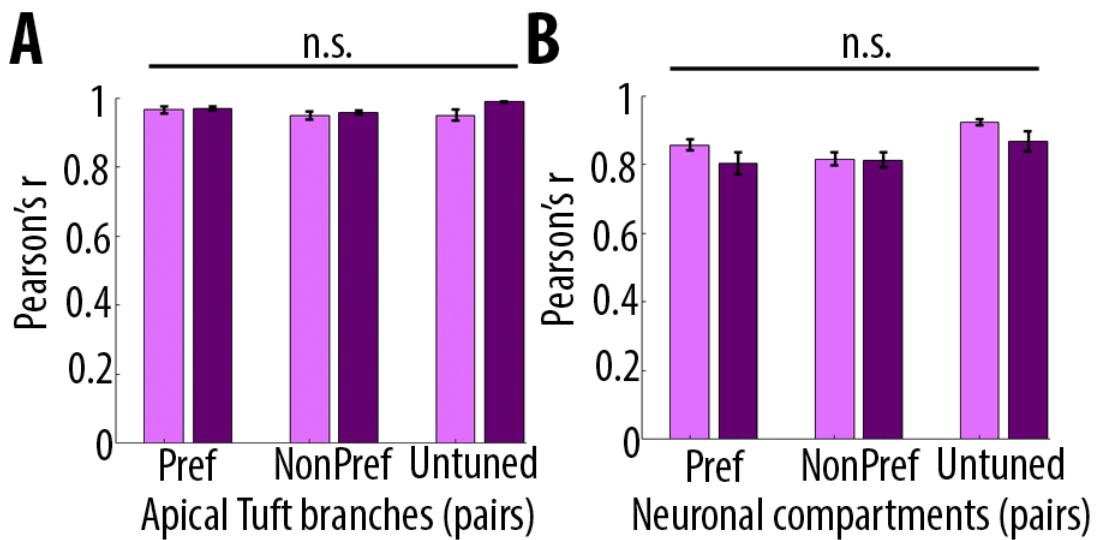 A
n.s.
Pearson's r
1
0.8
0.6
0.4
0.2
0
Pref NonPref Untuned
Apical Tuft branches (pairs)
B
n.s.
Pearson's r
1
0.8
0.6
0.4
0.2
0
Pref NonPref Untuned
Neuronal compartments (pairs)